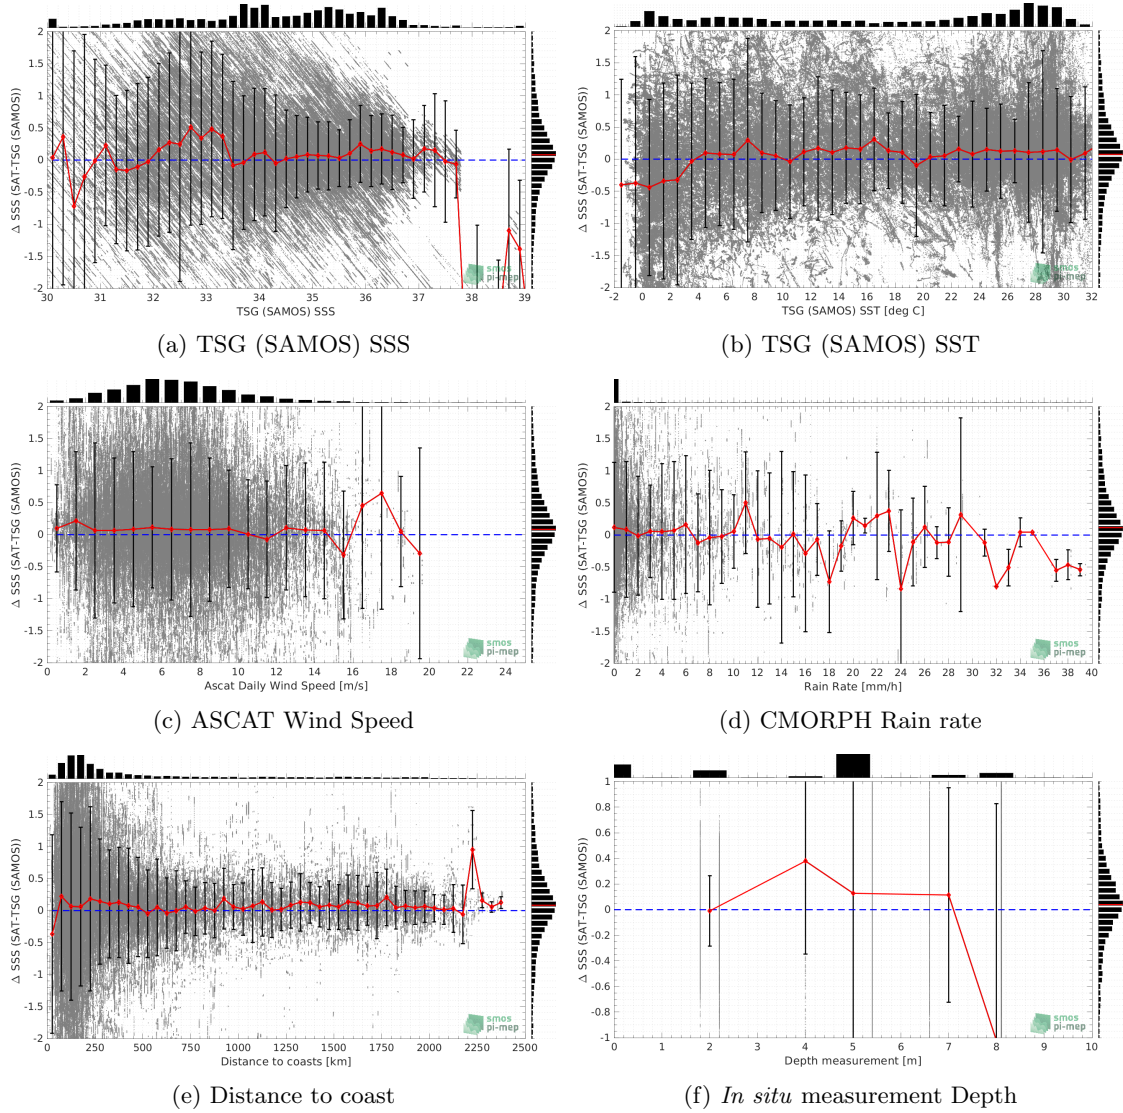 2
1.5
1
0.5
0
-0.5
-1
-1.5
-2
Δ SSS (SAT-TSG (SAMOS))
30 31 32 33 34 35 36 37 38 39
TSG (SAMOS) SSS
smos
pi-mep
(a) TSG (SAMOS) SSS
2
1.5
1
0.5
0
-0.5
-1
-1.5
-2
Δ SSS (SAT-TSG (SAMOS))
-2 0 2 4 6 8 10 12 14 16 18 20 22 24 26 28 30 32
TSG (SAMOS) SST [deg C]
smos
pi-mep
(b) TSG (SAMOS) SST
2
1.5
1
0.5
0
-0.5
-1
-1.5
-2
Δ SSS (SAT-TSG (SAMOS))
0 2 4 6 8 10 12 14 16 18 20 22 24
Ascat Daily Wind Speed [m/s]
smos
pi-mep
(c) ASCAT Wind Speed
2
1.5
1
0.5
0
-0.5
-1
-1.5
-2
Δ SSS (SAT-TSG (SAMOS))
0 2 4 6 8 10 12 14 16 18 20 22 24 26 28 30 32 34 36 38 40
Rain Rate [mm/h]
smos
pi-mep
(d) CMORPH Rain rate
2
1.5
1
0.5
0
-0.5
-1
-1.5
-2
Δ SSS (SAT-TSG (SAMOS))
0 250 500 750 1000 1250 1500 1750 2000 2250 2500
Distance to coasts [km]
smos
pi-mep
(e) Distance to coast
1
0.8
0.6
0.4
0.2
0
-0.2
-0.4
-0.6
-0.8
-1
Δ SSS (SAT-TSG (SAMOS))
0 1 2 3 4 5 6 7 8 9 10
Depth measurement [m]
smos
pi-mep
(f) In situ measurement Depth